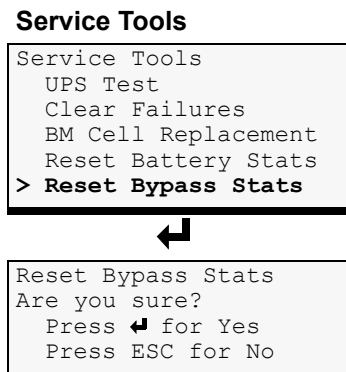 Service Tools
Service Tools
UPS Test
Clear Failures
BM Cell Replacement
Reset Battery Stats
> Reset Bypass Stats
↵
Reset Bypass Stats
Are you sure?
Press ↵ for Yes
Press ESC for No